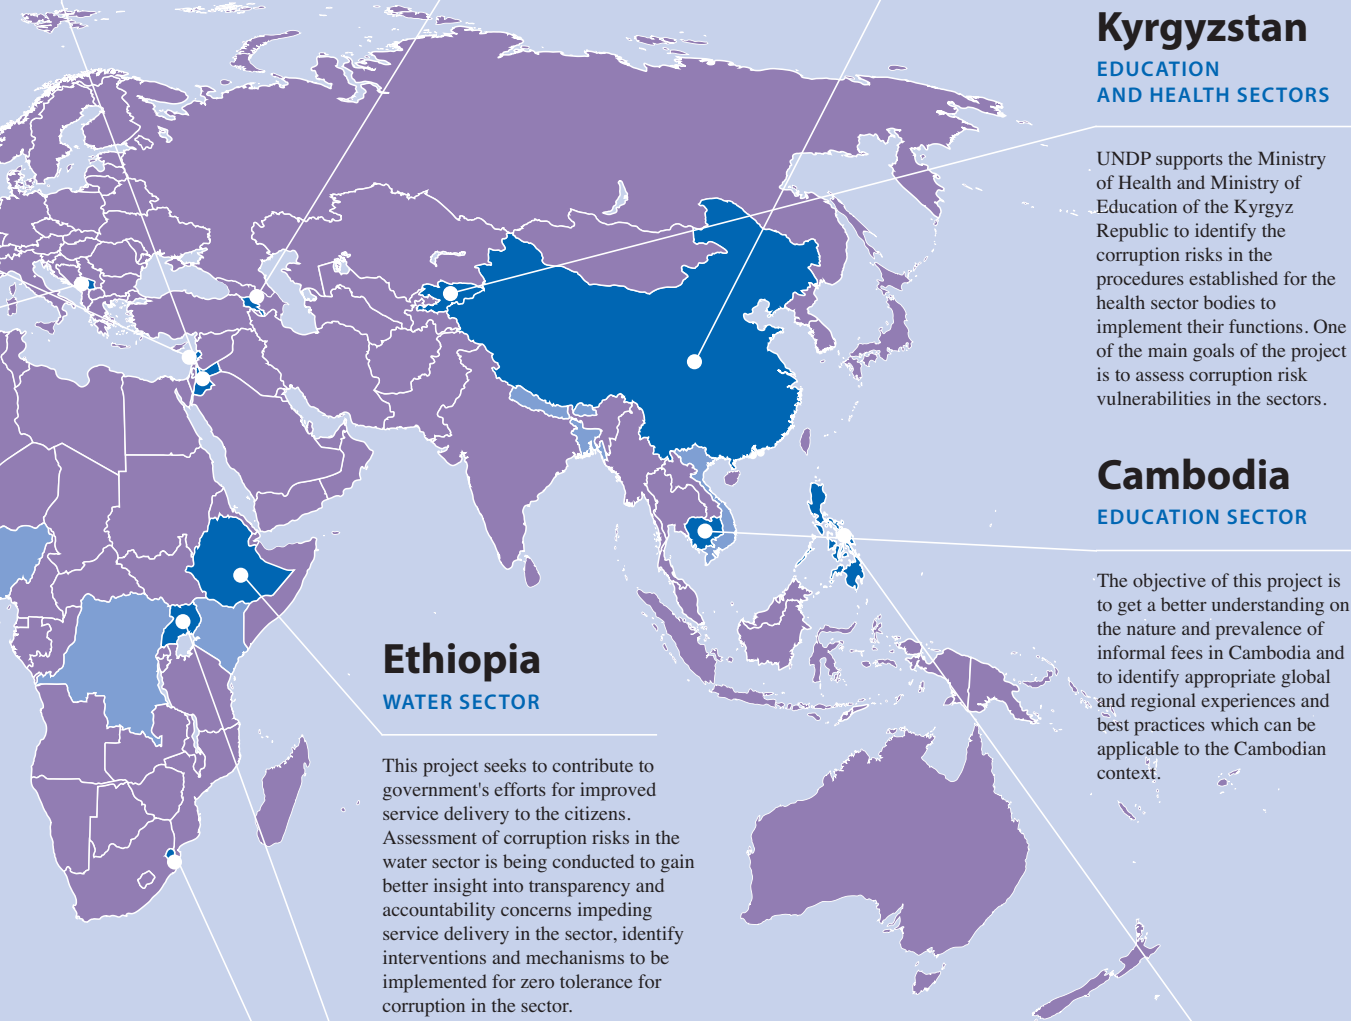 Kyrgyzstan
EDUCATION
AND HEALTH SECTORS
UNDP supports the Ministry
of Health and Ministry of
Education of the Kyrgyz
Republic to identify the
corruption risks in the
procedures established for the
health sector bodies to
implement their functions. One
of the main goals of the project
is to assess corruption risk
vulnerabilities in the sectors.
Cambodia
EDUCATION SECTOR
The objective of this project is
to get a better understanding on
the nature and prevalence of
informal fees in Cambodia and
to identify appropriate global
and regional experiences and
best practices which can be
applicable to the Cambodian
context.
Ethiopia
WATER SECTOR
This project seeks to contribute to
government's efforts for improved
service delivery to the citizens.
Assessment of corruption risks in the
water sector is being conducted to gain
better insight into transparency and
accountability concerns impeding
service delivery in the sector, identify
interventions and mechanisms to be
implemented for zero tolerance for
corruption in the sector.